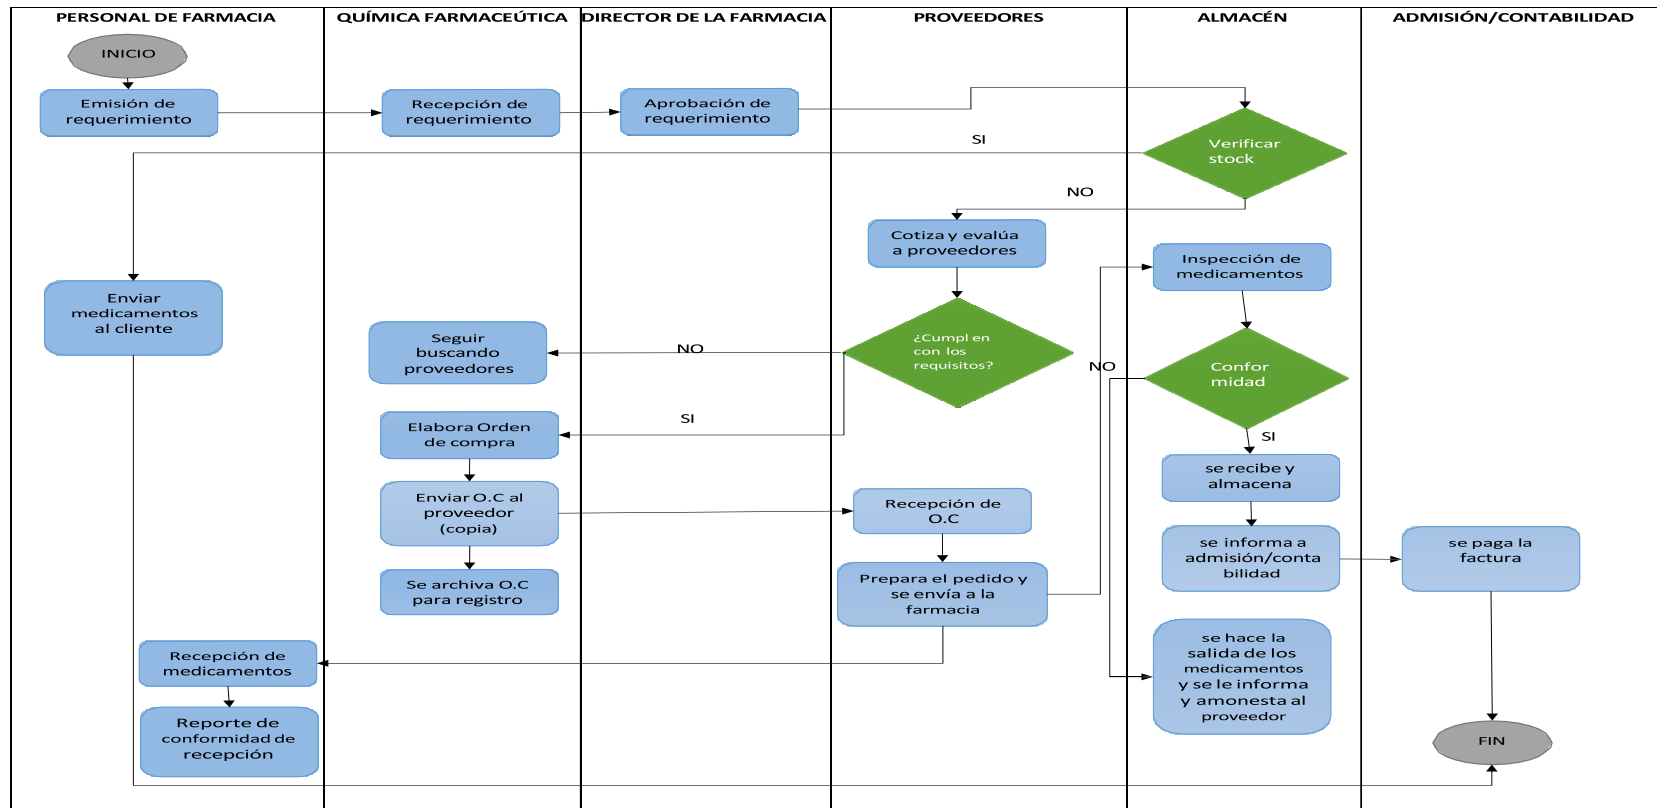 PERSONAL DE FARMACIA
QUÍMICA FARMACEÚTICA
DIRECTOR DE LA FARMACIA
PROVEEDORES
ALMACÉN
ADMISIÓN/CONTABILIDAD
INICIO
Emisión de
requerimiento
Recepción de
requerimiento
Aprobación de
requerimiento
Verificar
stock
SI
NO
Cotiza y evalúa
a proveedores
Inspección de
medicamentos
Enviar
medicamentos
al cliente
Seguir
buscando
proveedores
NO
¿Cumpl en
con los
requisitos?
NO
Confor
midad
SI
Elabora Orden
de compra
SI
se recibe y
almacena
Enviar O.C al
proveedor
(copia)
Recepción de
O.C
se informa a
admisión/conta
bilidad
se paga la
factura
Se archiva O.C
para registro
Prepara el pedido y
se envía a la
farmacia
Recepción de
medicamentos
se hace la
salida de los
medicamentos
y se le informa
y amonesta al
proveedor
Reporte de
conformidad de
recepción
FIN